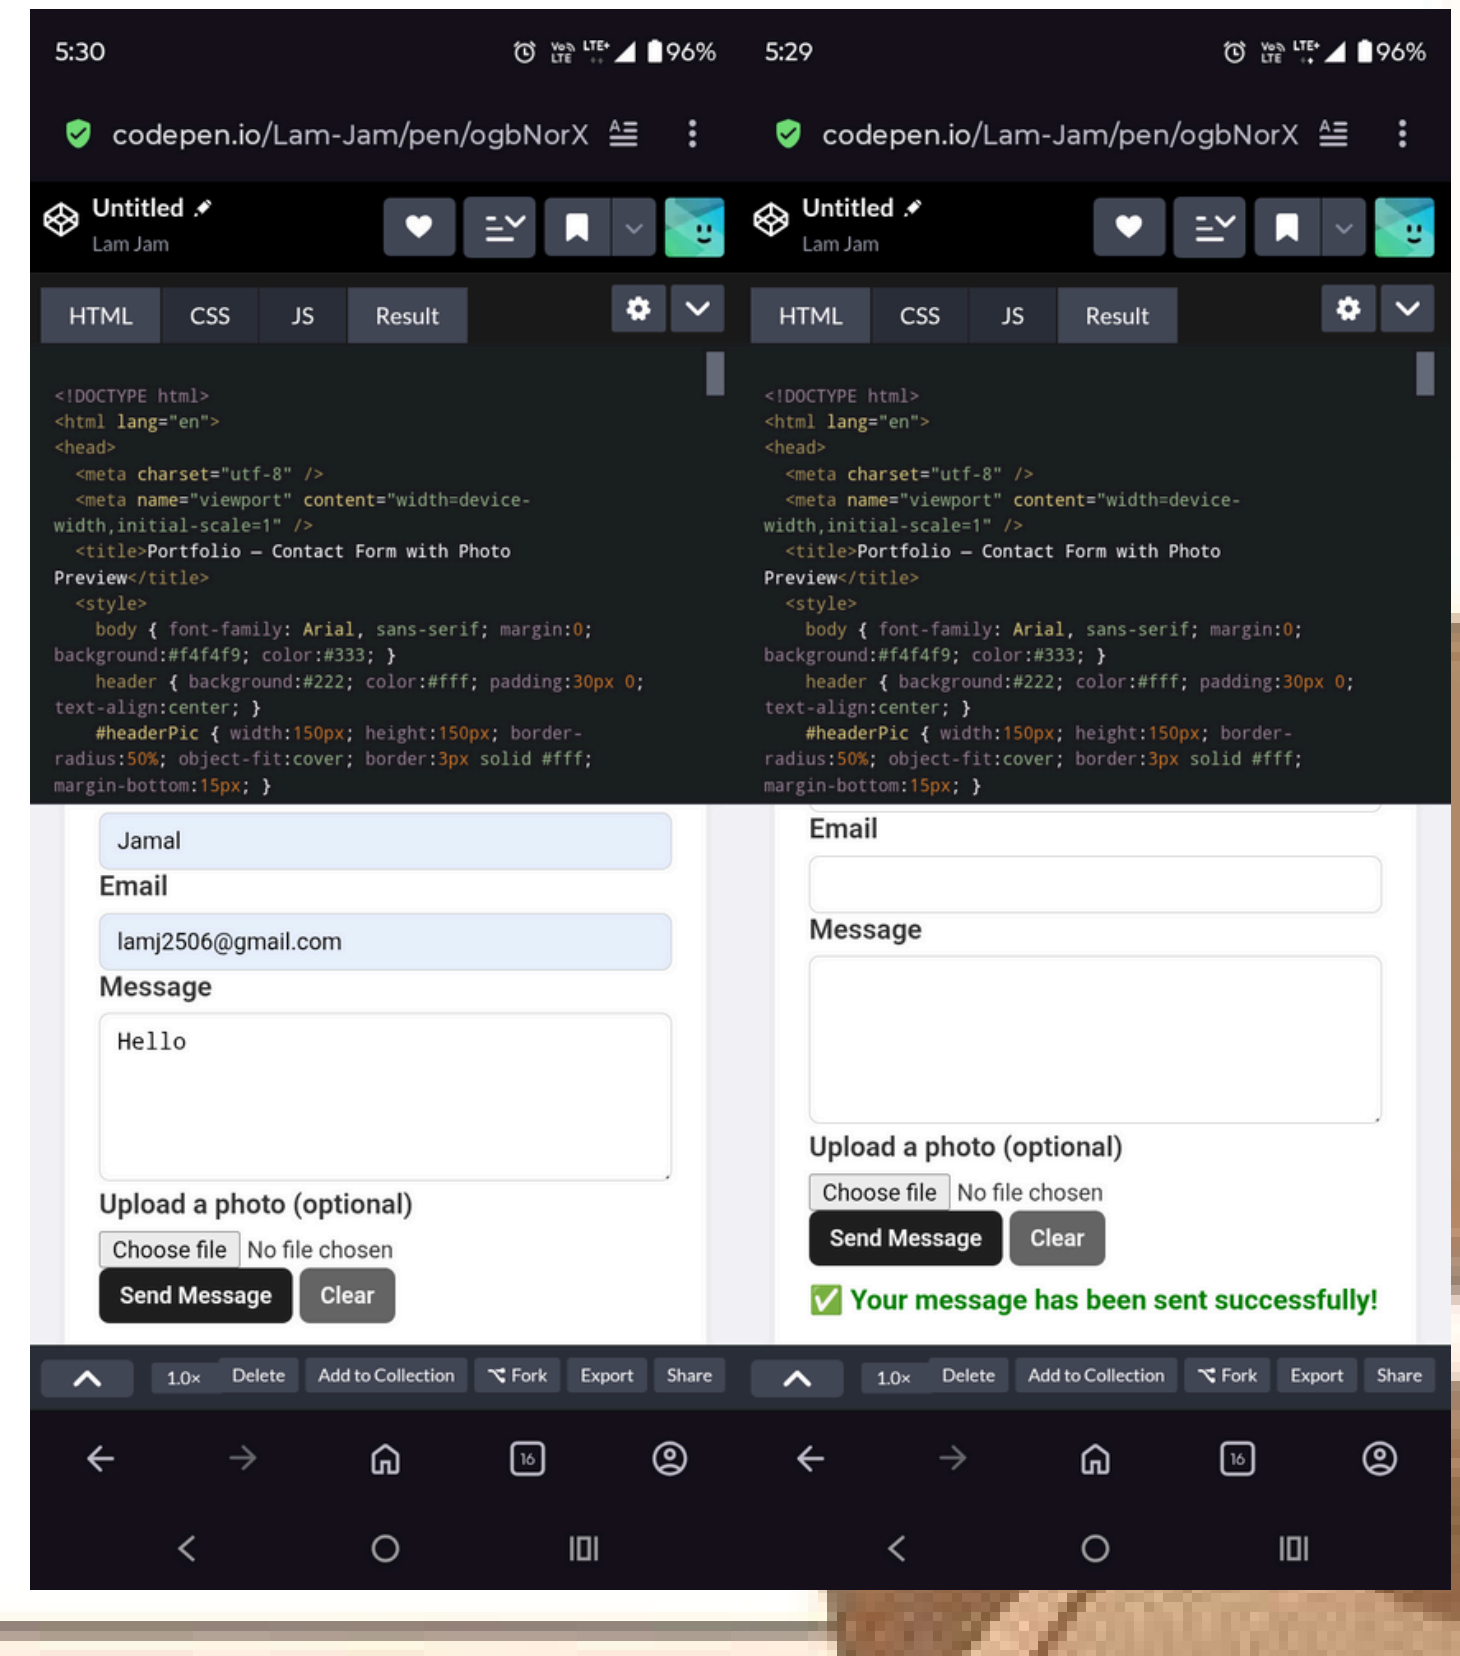 5:30
VoLTE LTE+ 96%
codepen.io/Lam-Jam/pen/ogbNorX
Untitled
Lam Jam
HTML CSS JS Result
<!DOCTYPE html>
<html lang="en">
<head>
<meta charset="utf-8" />
<meta name="viewport" content="width=device-
width,initial-scale=1" />
<title>Portfolio – Contact Form with Photo
Preview</title>
<style>
body { font-family: Arial, sans-serif; margin:0;
background:#f4f4f9; color:#333; }
header { background:#222; color:#fff; padding:30px 0;
text-align:center; }
#headerPic { width:150px; height:150px; border-
radius:50%; object-fit:cover; border:3px solid #fff;
margin-bottom:15px; }
Jamal
Email
lamj2506@gmail.com
Message
Hello
Upload a photo (optional)
Choose file No file chosen
Send Message Clear
1.0× Delete Add to Collection Fork Export Share
16
5:29
VoLTE LTE+ 96%
codepen.io/Lam-Jam/pen/ogbNorX
Untitled
Lam Jam
HTML CSS JS Result
<!DOCTYPE html>
<html lang="en">
<head>
<meta charset="utf-8" />
<meta name="viewport" content="width=device-
width,initial-scale=1" />
<title>Portfolio – Contact Form with Photo
Preview</title>
<style>
body { font-family: Arial, sans-serif; margin:0;
background:#f4f4f9; color:#333; }
header { background:#222; color:#fff; padding:30px 0;
text-align:center; }
#headerPic { width:150px; height:150px; border-
radius:50%; object-fit:cover; border:3px solid #fff;
margin-bottom:15px; }
Email
Message
Upload a photo (optional)
Choose file No file chosen
Send Message Clear
✅ Your message has been sent successfully!
1.0× Delete Add to Collection Fork Export Share
16